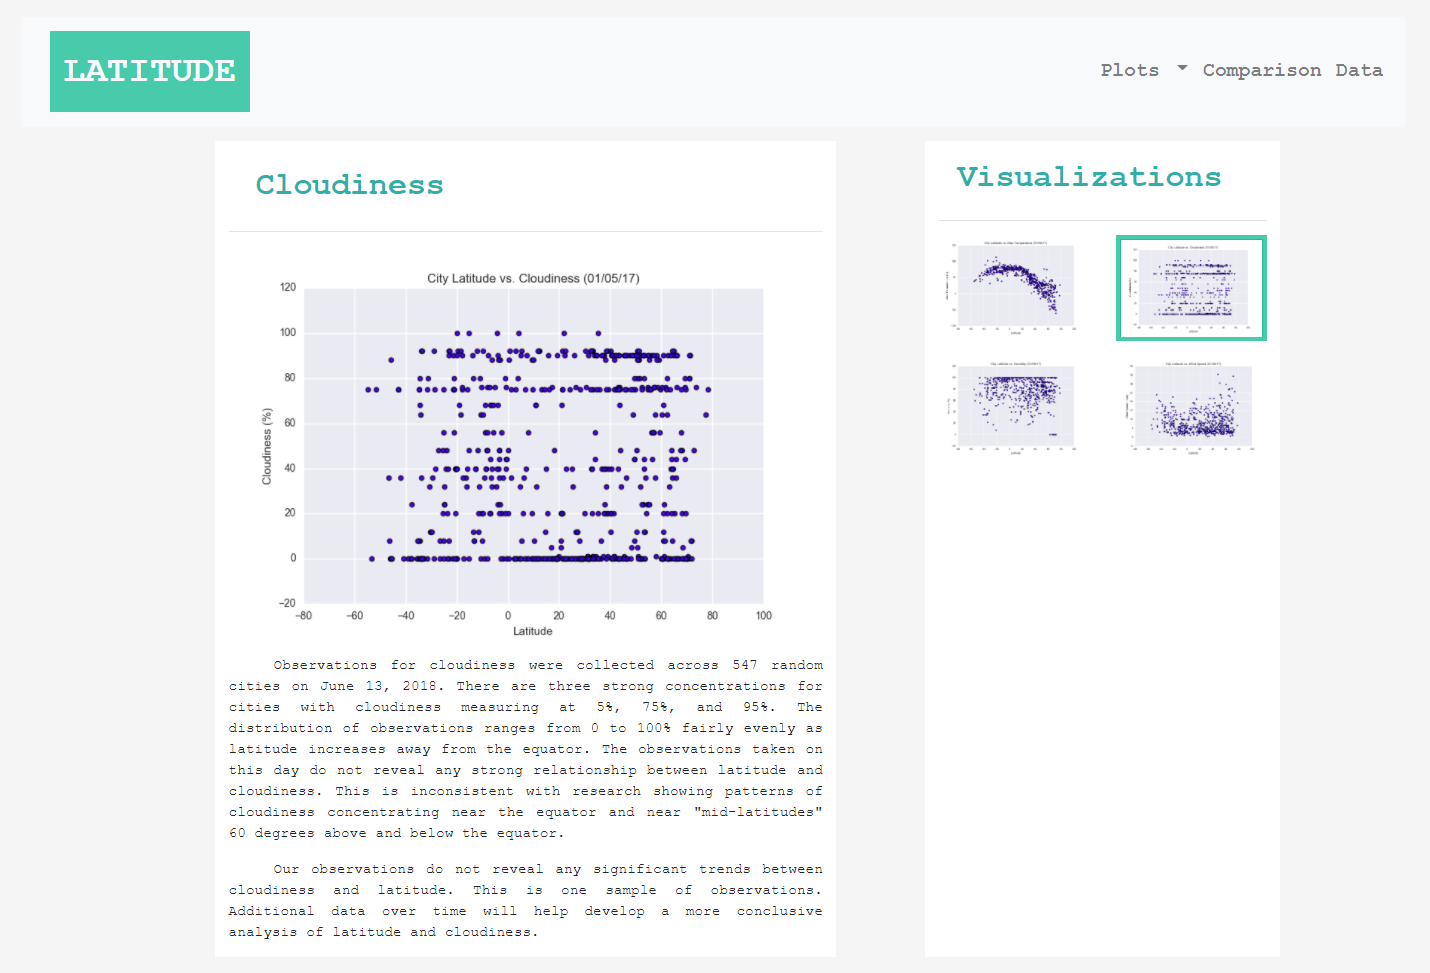 LATITUDE
Plots Comparison Data
Cloudiness
City Latitude vs. Cloudiness (01/05/17)
120
100
80
60
40
20
0
−20
Cloudiness (%)
−80 −60 −40 −20 0 20 40 60 80 100
Latitude
Observations for cloudiness were collected across 547 random
cities on June 13, 2018. There are three strong concentrations for
cities with cloudiness measuring at 5%, 75%, and 95%. The
distribution of observations ranges from 0 to 100% fairly evenly as
latitude increases away from the equator. The observations taken on
this day do not reveal any strong relationship between latitude and
cloudiness. This is inconsistent with research showing patterns of
cloudiness concentrating near the equator and near "mid-latitudes"
60 degrees above and below the equator.
Our observations do not reveal any significant trends between
cloudiness and latitude. This is one sample of observations.
Additional data over time will help develop a more conclusive
analysis of latitude and cloudiness.
Visualizations